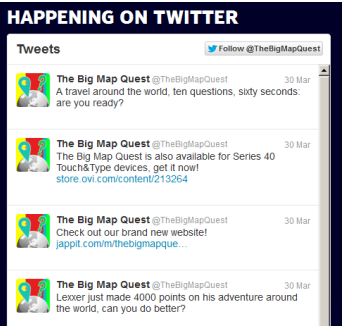 HAPPENING ON TWITTER
Tweets
Follow @TheBigMapQuest
The Big Map Quest @TheBigMapQuest 30 Mar
A travel around the world, ten questions, sixty seconds:
are you ready?
The Big Map Quest @TheBigMapQuest 30 Mar
The Big Map Quest is also available for Series 40
Touch&Type devices, get it now!
store.ovi.com/content/213264
The Big Map Quest @TheBigMapQuest 30 Mar
Check out our brand new website!
jappit.com/m/thebigmapque…
The Big Map Quest @TheBigMapQuest 30 Mar
Lexxer just made 4000 points on his adventure around
the world, can you do better?